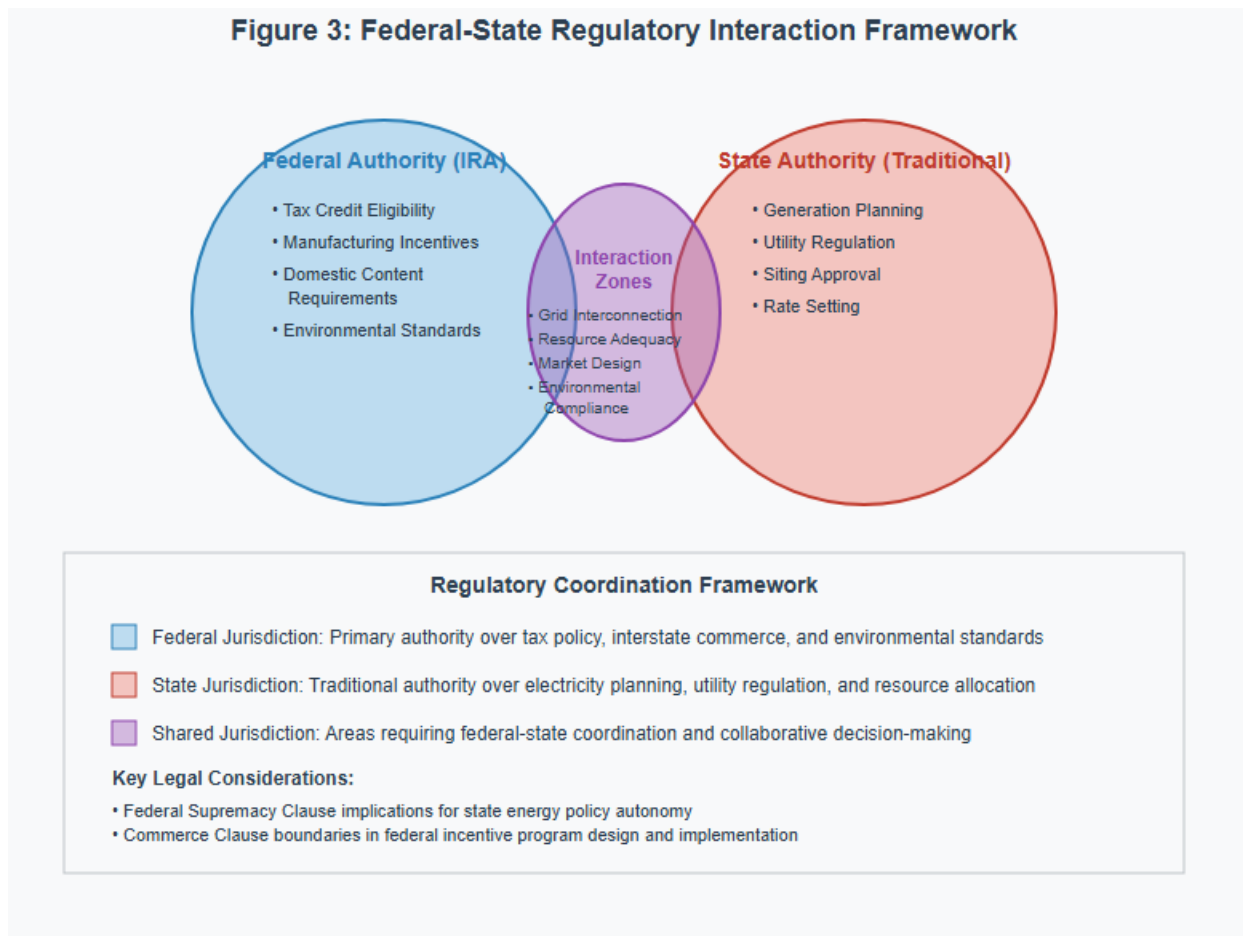 Figure 3: Federal-State Regulatory Interaction Framework
Federal Authority (IRA)
• Tax Credit Eligibility
• Manufacturing Incentives
• Domestic Content
Requirements
• Environmental Standards
Interaction
Zones
• Grid Interconnection
• Resource Adequacy
• Market Design
• Environmental
Compliance
State Authority (Traditional)
• Generation Planning
• Utility Regulation
• Siting Approval
• Rate Setting
Regulatory Coordination Framework
Federal Jurisdiction: Primary authority over tax policy, interstate commerce, and environmental standards
State Jurisdiction: Traditional authority over electricity planning, utility regulation, and resource allocation
Shared Jurisdiction: Areas requiring federal-state coordination and collaborative decision-making
Key Legal Considerations:
• Federal Supremacy Clause implications for state energy policy autonomy
• Commerce Clause boundaries in federal incentive program design and implementation